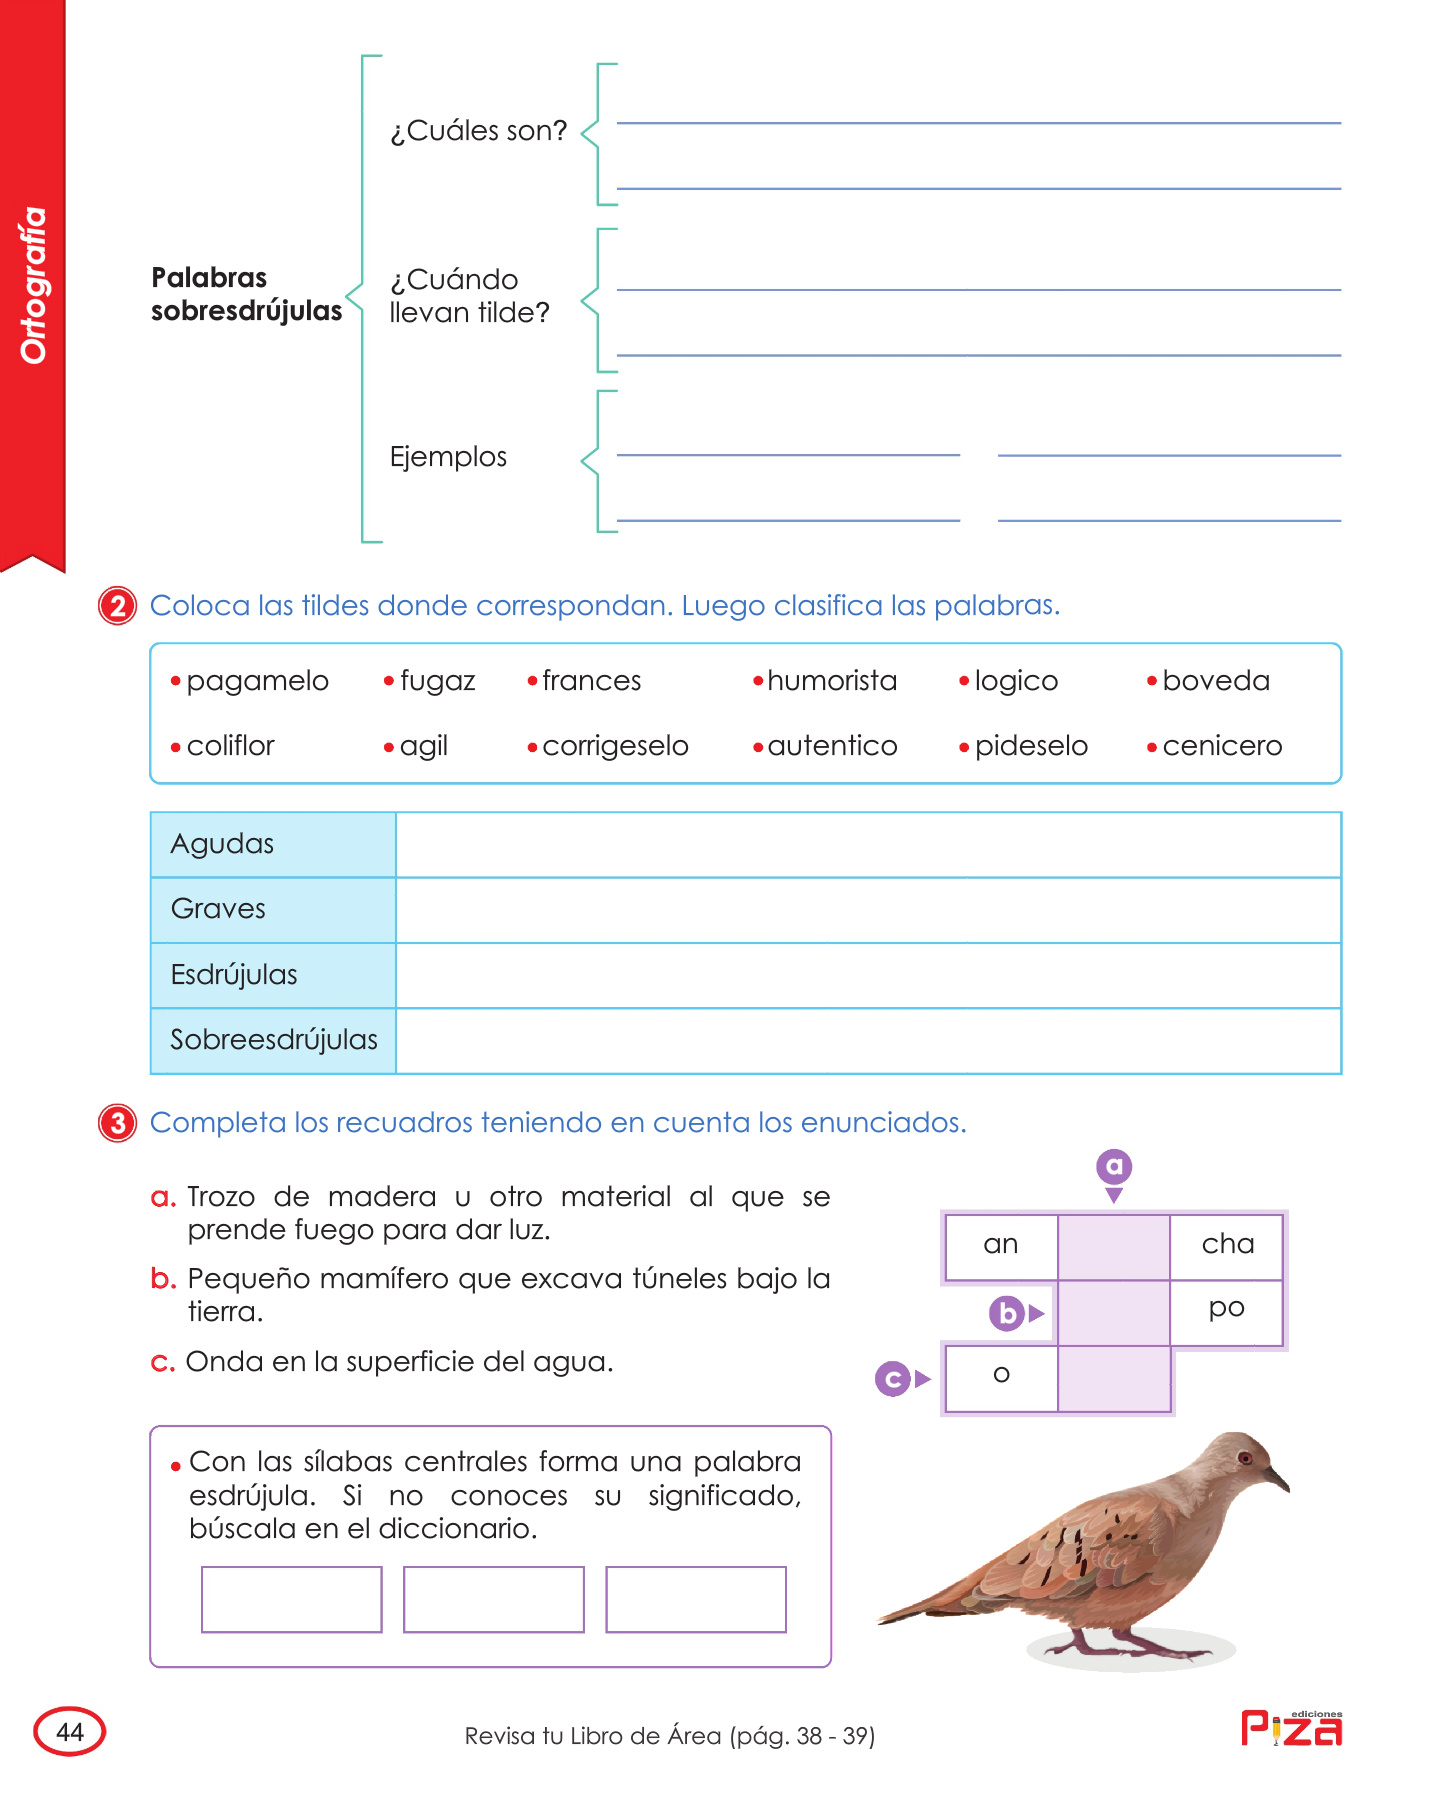 Ortografía
¿Cuáles son?
Palabras
sobresdrújulas
¿Cuándo
llevan tilde?
Ejemplos
2 Coloca las tildes donde correspondan. Luego clasifica las palabras.
• pagamelo • fugaz • frances • humorista • logico • boveda
• coliflor • agil • corrigeselo • autentico • pideselo • cenicero
Agudas
Graves
Esdrújulas
Sobreesdrújulas
3 Completa los recuadros teniendo en cuenta los enunciados.
a. Trozo de madera u otro material al que se
prende fuego para dar luz.
b. Pequeño mamífero que excava túneles bajo la
tierra.
c. Onda en la superficie del agua.
a
an cha
b po
c o
• Con las sílabas centrales forma una palabra
esdrújula. Si no conoces su significado,
búscala en el diccionario.
44
Revisa tu Libro de Área (pág. 38 - 39)
ediciones
Piza